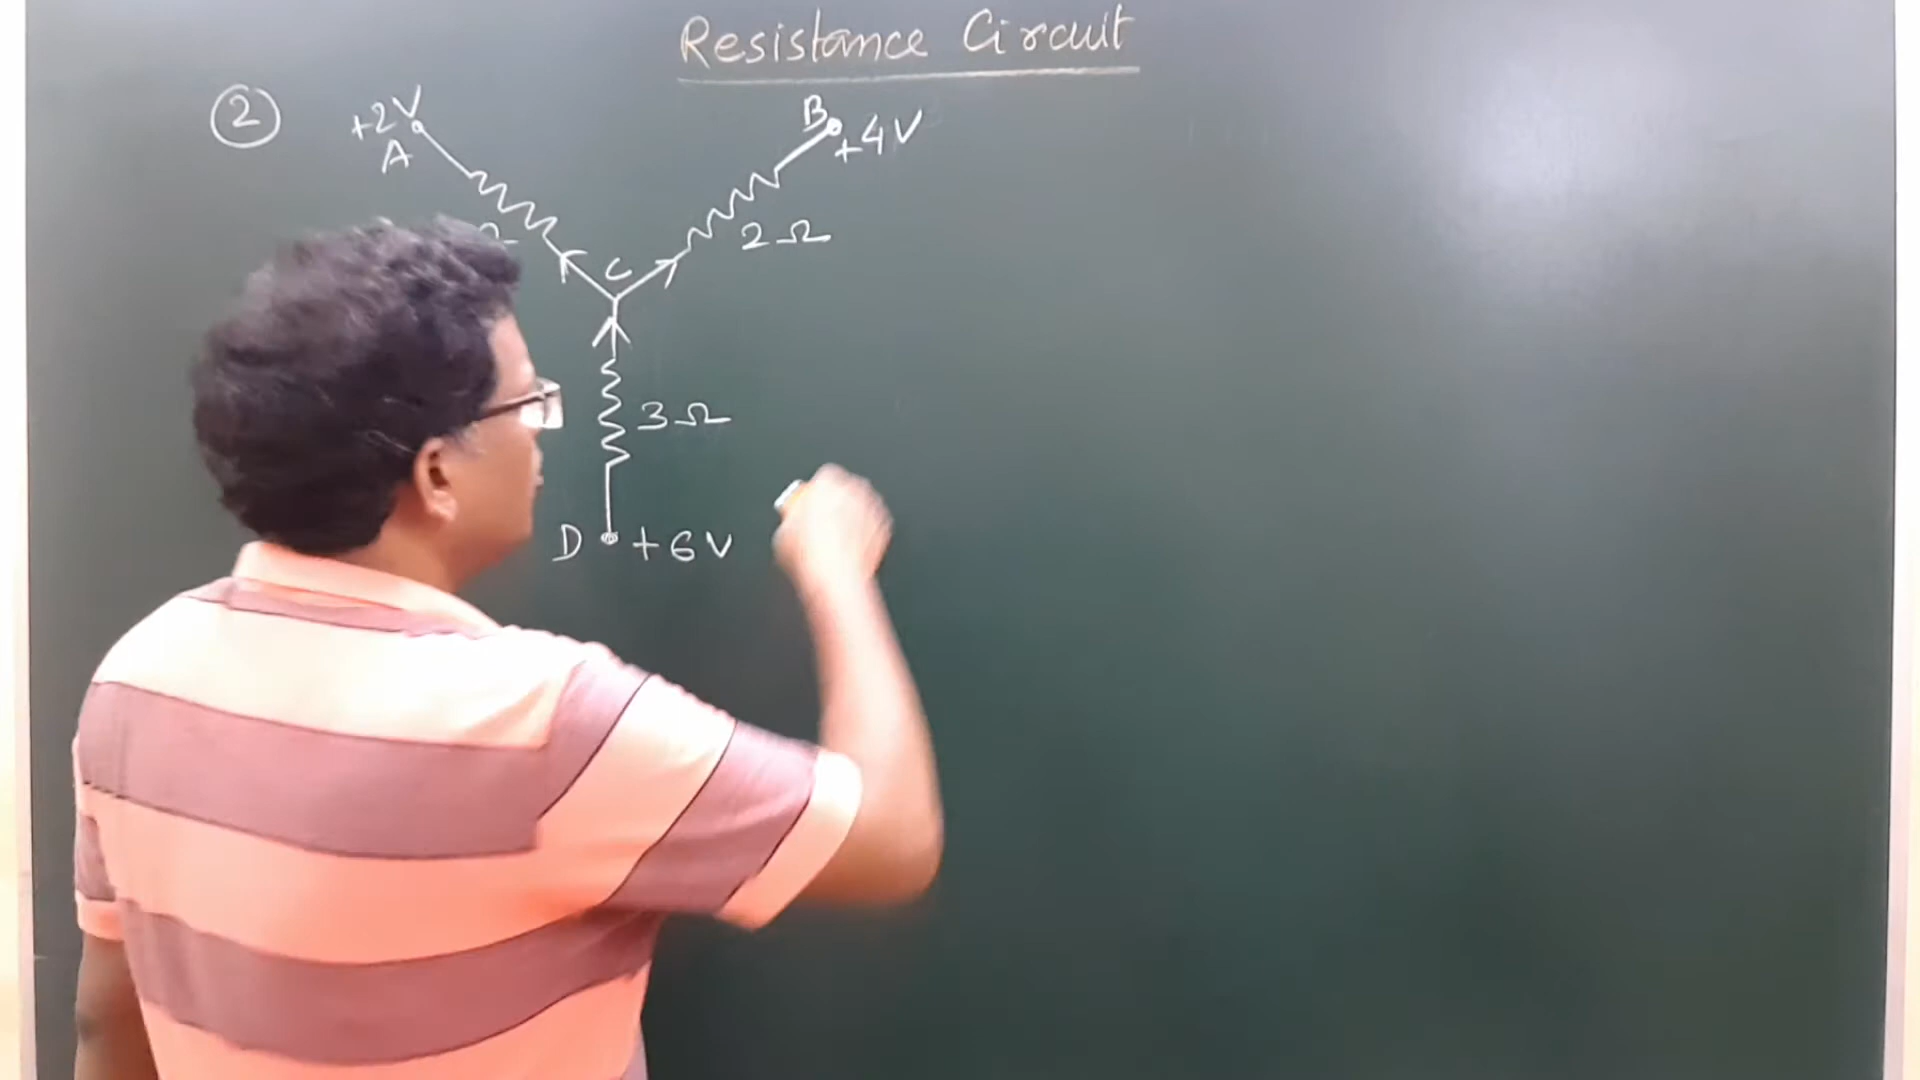 Resistance Circuit
2
+2V
A
B
+4V
2Ω
C
3Ω
D +6V